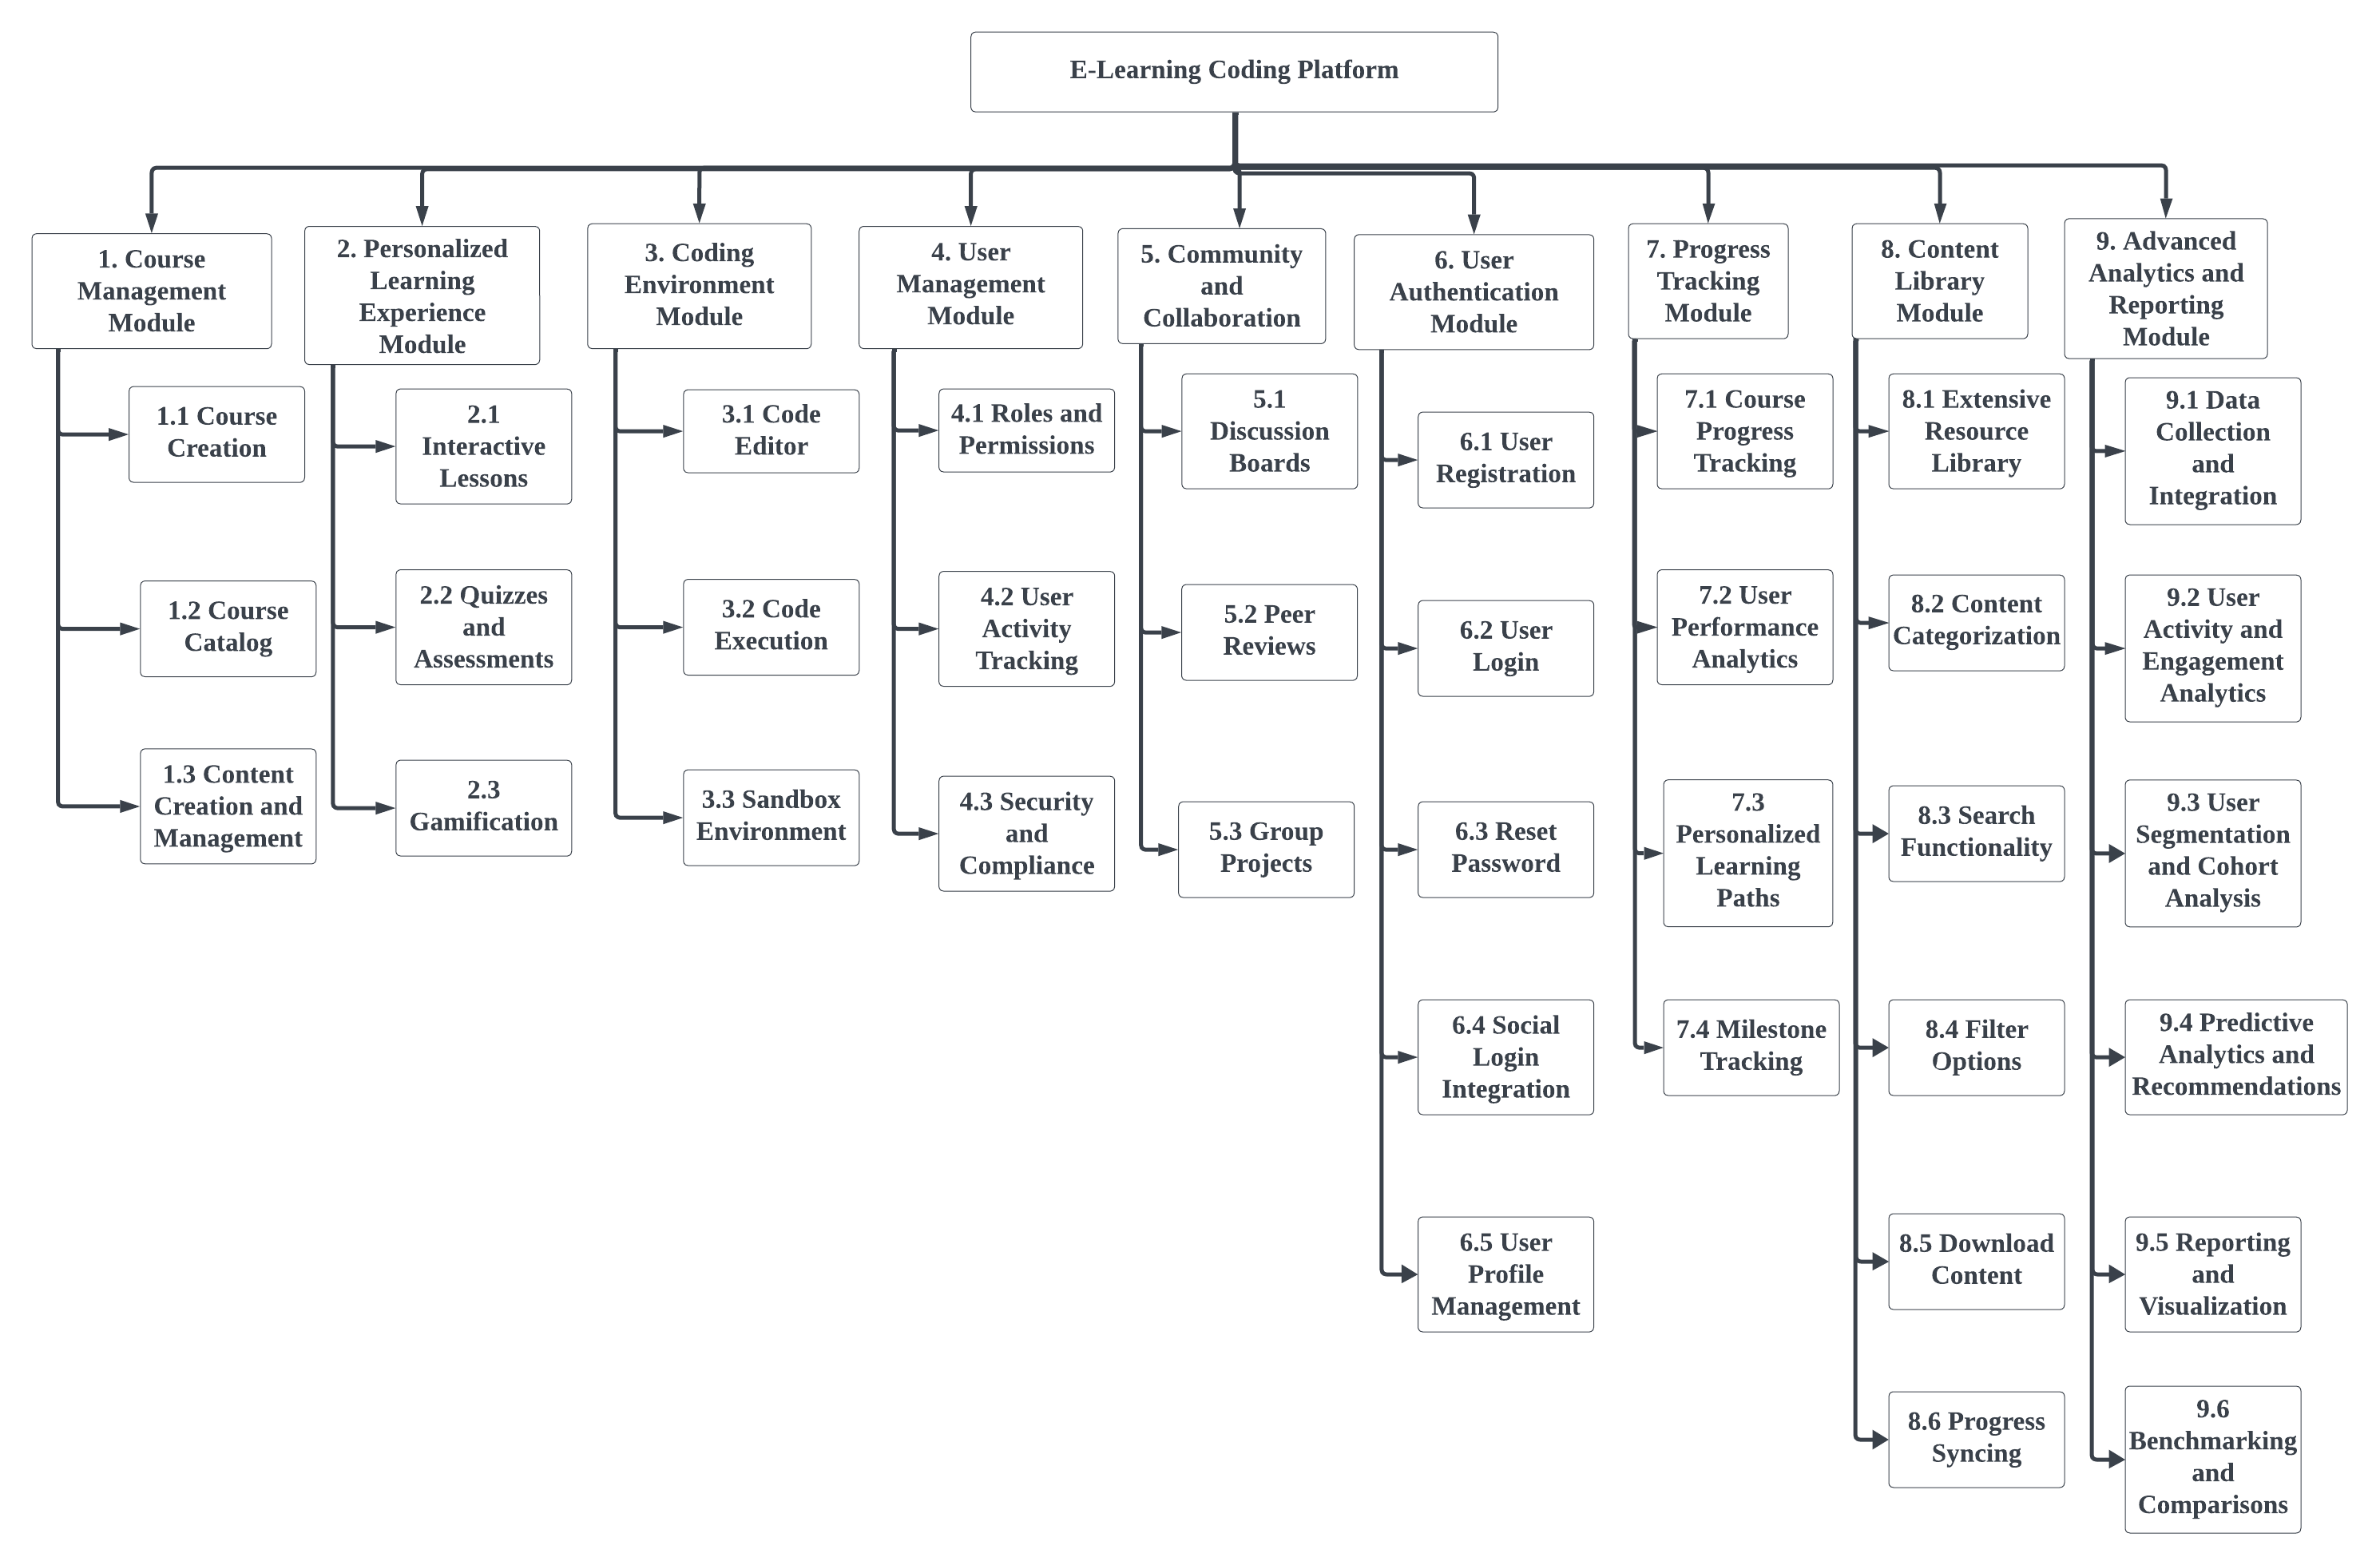 E-Learning Coding Platform
1. Course
Management
Module
1.1 Course
Creation
1.2 Course
Catalog
1.3 Content
Creation and
Management
2. Personalized
Learning
Experience
Module
2.1
Interactive
Lessons
2.2 Quizzes
and
Assessments
2.3
Gamification
3. Coding
Environment
Module
3.1 Code
Editor
3.2 Code
Execution
3.3 Sandbox
Environment
4. User
Management
Module
4.1 Roles and
Permissions
4.2 User
Activity
Tracking
4.3 Security
and
Compliance
5. Community
and
Collaboration
5.1
Discussion
Boards
5.2 Peer
Reviews
5.3 Group
Projects
6. User
Authentication
Module
6.1 User
Registration
6.2 User
Login
6.3 Reset
Password
6.4 Social
Login
Integration
6.5 User
Profile
Management
7. Progress
Tracking
Module
7.1 Course
Progress
Tracking
7.2 User
Performance
Analytics
7.3
Personalized
Learning
Paths
7.4 Milestone
Tracking
8. Content
Library
Module
8.1 Extensive
Resource
Library
8.2 Content
Categorization
8.3 Search
Functionality
8.4 Filter
Options
8.5 Download
Content
8.6 Progress
Syncing
9. Advanced
Analytics and
Reporting
Module
9.1 Data
Collection
and
Integration
9.2 User
Activity and
Engagement
Analytics
9.3 User
Segmentation
and Cohort
Analysis
9.4 Predictive
Analytics and
Recommendations
9.5 Reporting
and
Visualization
9.6
Benchmarking
and
Comparisons